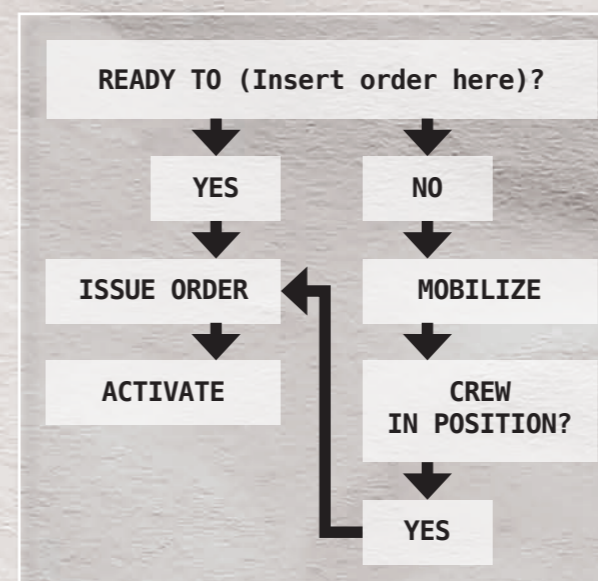 READY TO (Insert order here)?
YES
NO
ISSUE ORDER
MOBILIZE
ACTIVATE
CREW
IN POSITION?
YES